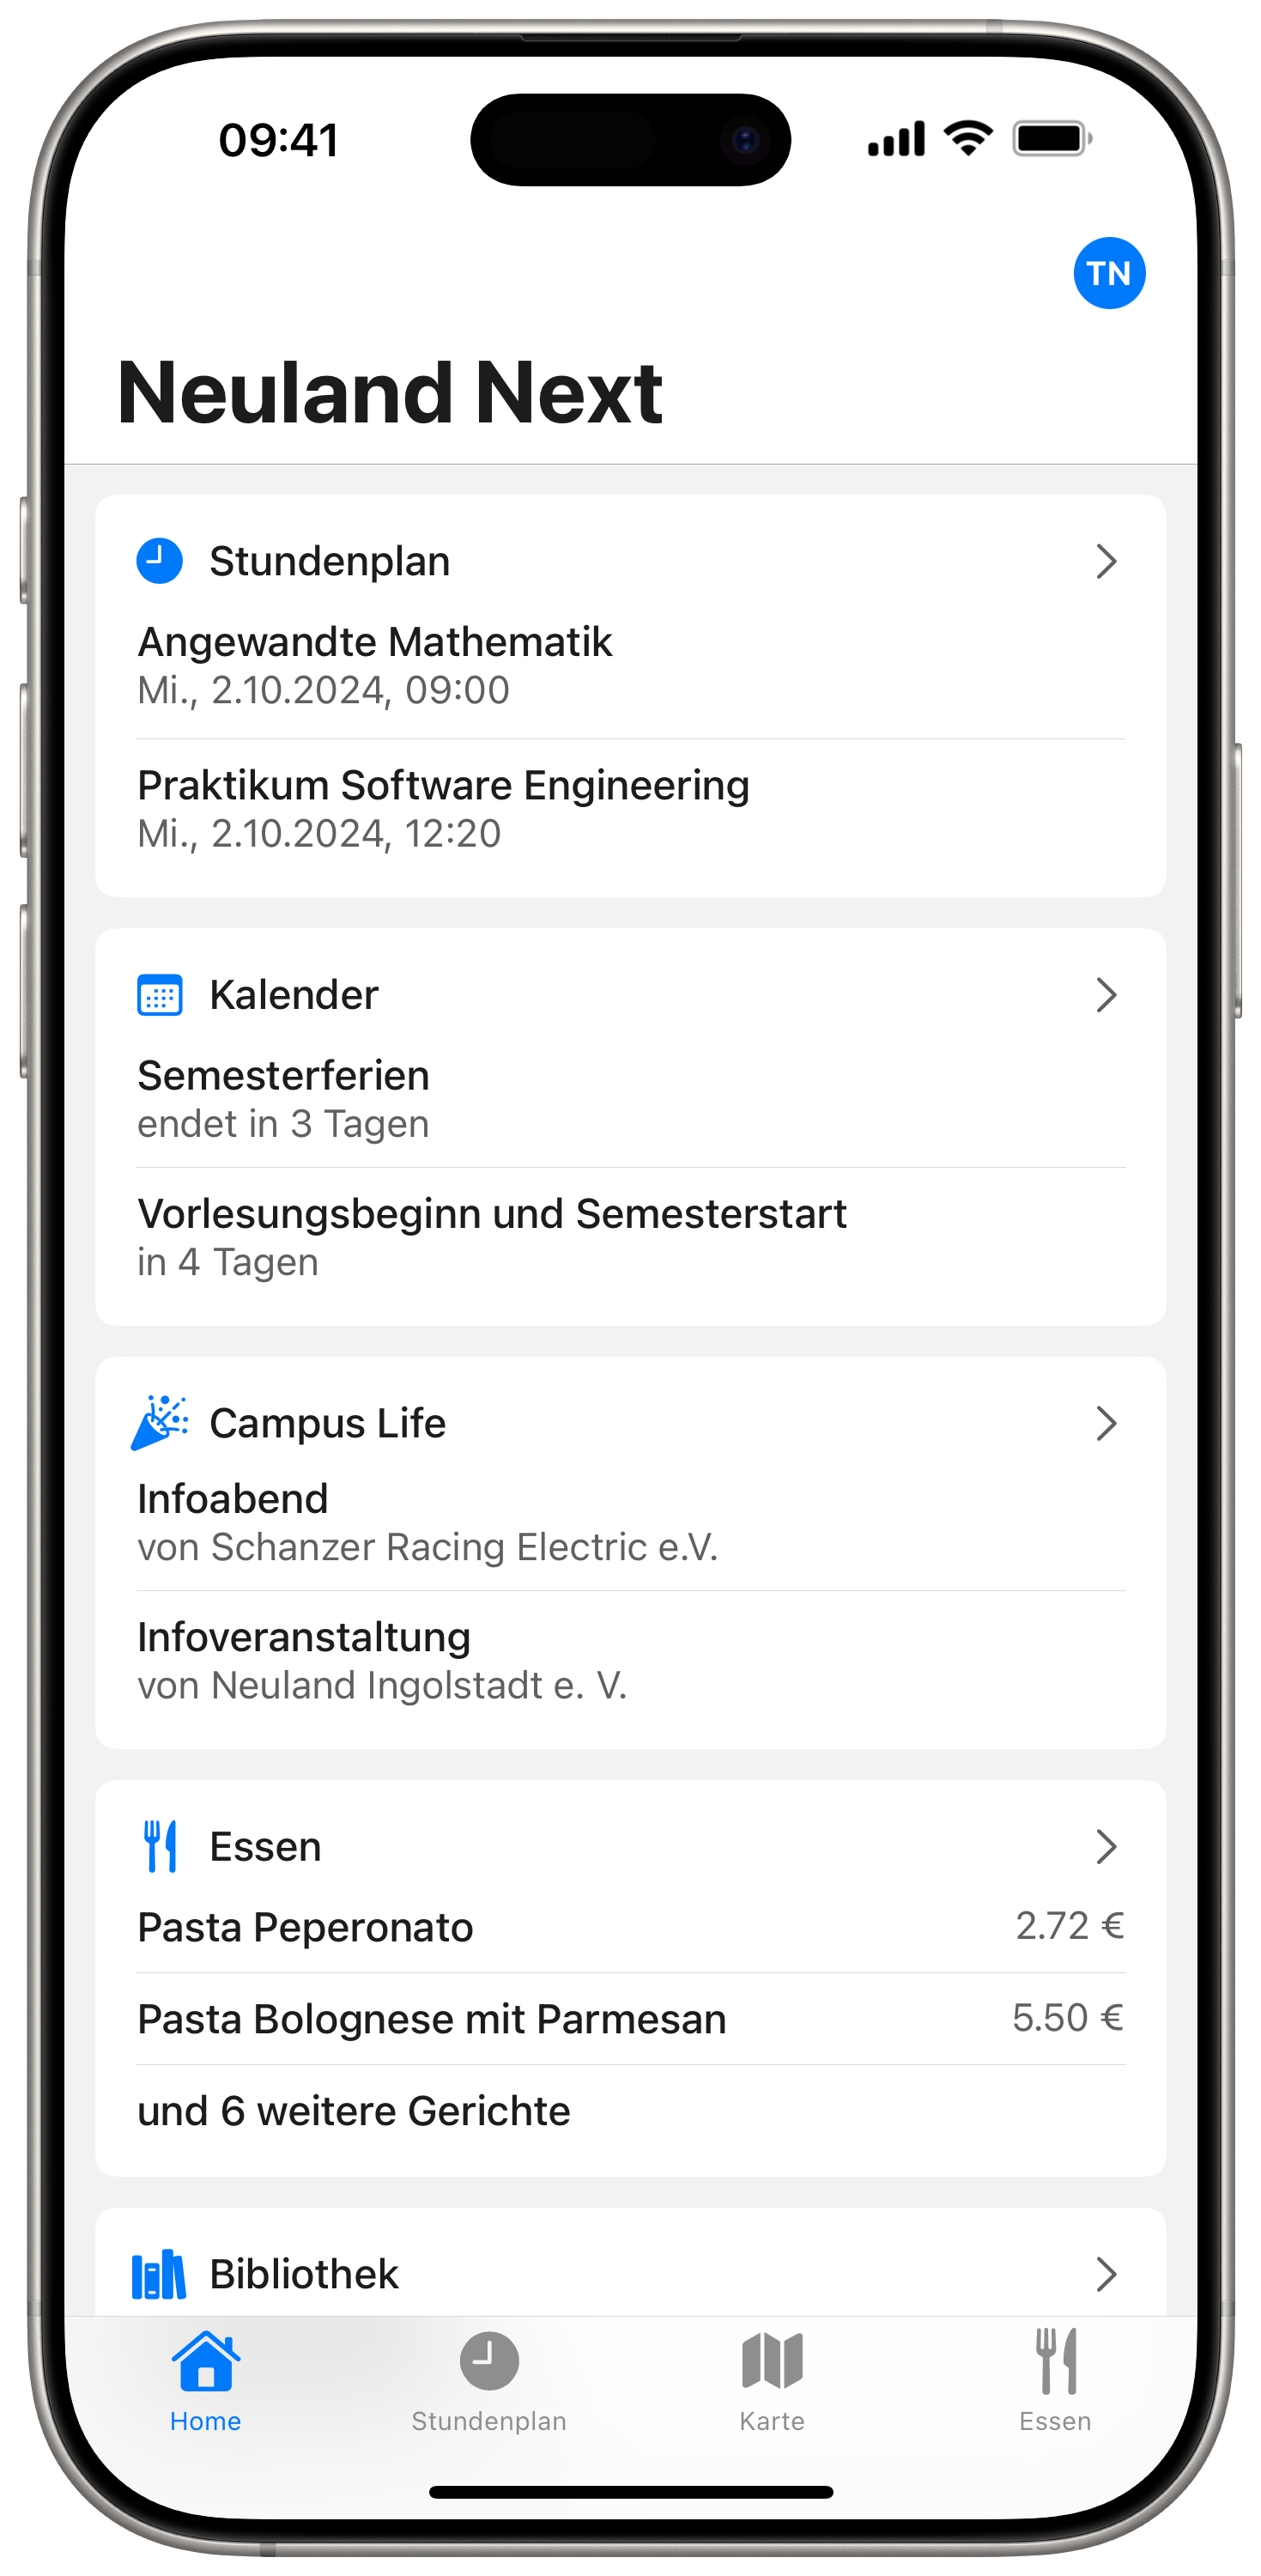 09:41
TN
Neuland Next
Stundenplan
Angewandte Mathematik
Mi., 2.10.2024, 09:00
Praktikum Software Engineering
Mi., 2.10.2024, 12:20
Kalender
Semesterferien
endet in 3 Tagen
Vorlesungsbeginn und Semesterstart
in 4 Tagen
Campus Life
Infoabend
von Schanzer Racing Electric e.V.
Infoveranstaltung
von Neuland Ingolstadt e. V.
Essen
Pasta Peperonato 2.72 €
Pasta Bolognese mit Parmesan 5.50 €
und 6 weitere Gerichte
Bibliothek
Home Stundenplan Karte Essen